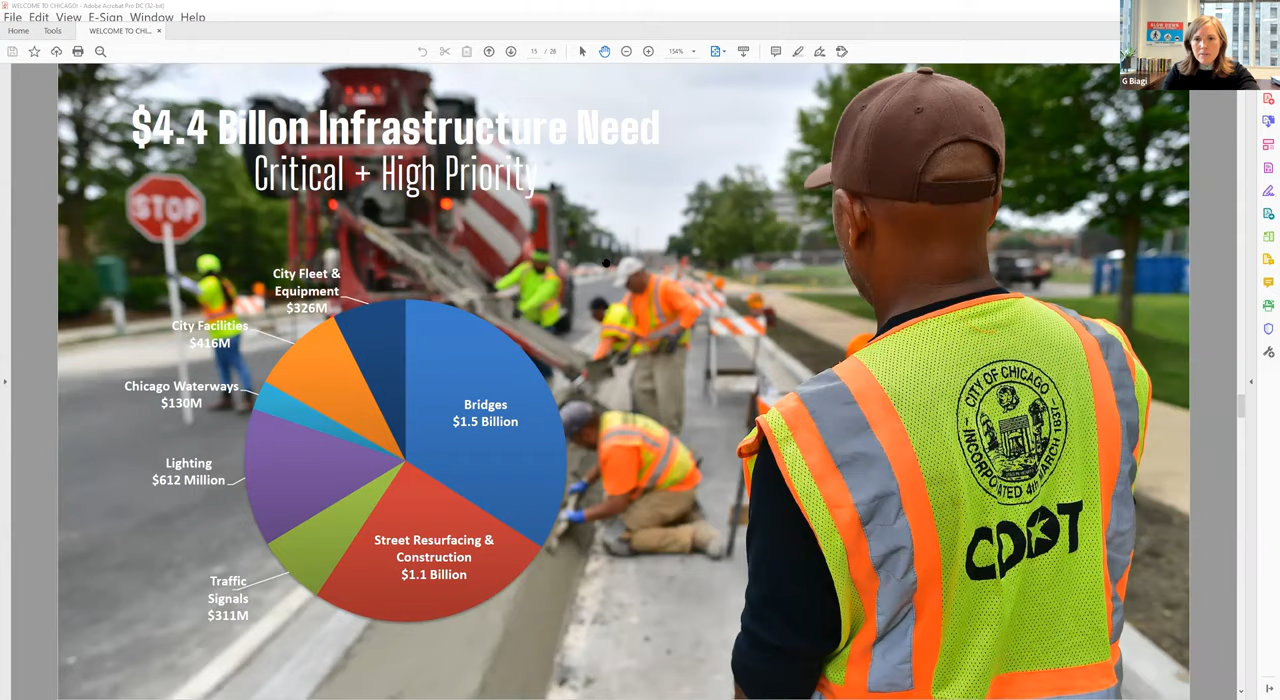 WELCOME TO CHICAGO! - Adobe Acrobat Pro DC (32-bit)
File Edit View E-Sign Window Help
Home Tools WELCOME TO CHI... ×
15 / 26 154%
G Biagi
$4.4 Billon Infrastructure Need
Critical + High Priority
STOP
City Fleet &
Equipment
$326M
City Facilities
$416M
Chicago Waterways
$130M
Lighting
$612 Million
Traffic
Signals
$311M
Bridges
$1.5 Billion
Street Resurfacing &
Construction
$1.1 Billion
CITY OF CHICAGO
INCORPORATED 4th MARCH 1837
CDOT